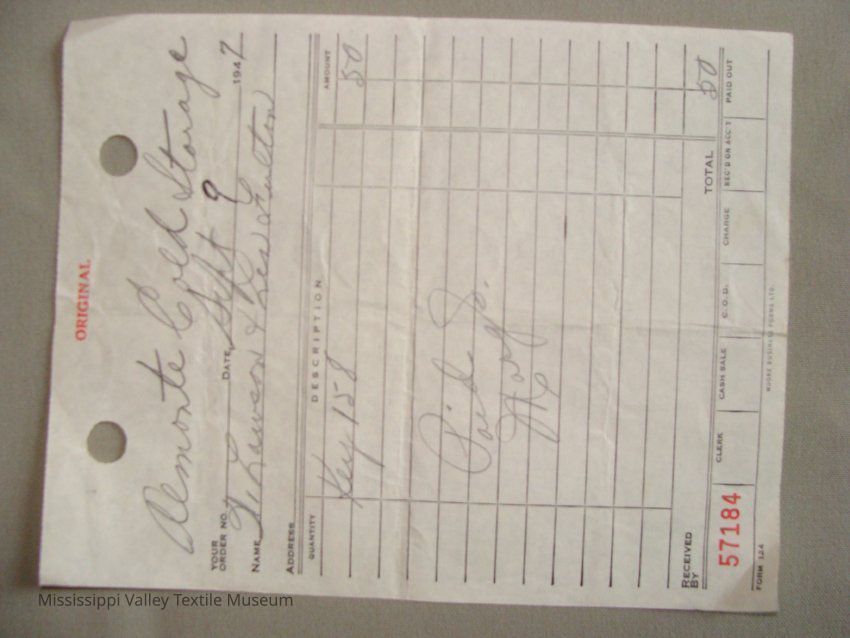 ORIGINAL
Almonte Cold Storage
YOUR ORDER NO. DATE Sept 9 1947
NAME Lawson & Les Fulton
ADDRESS
QUANTITY DESCRIPTION AMOUNT
Key 158 50
Paid
RECEIVED BY TOTAL 50
57184 CLERK CASH SALE C.O.D. CHARGE REC'D ON ACC'T PAID OUT
FORM 124 MOORE BUSINESS FORMS LTD.
Mississippi Valley Textile Museum